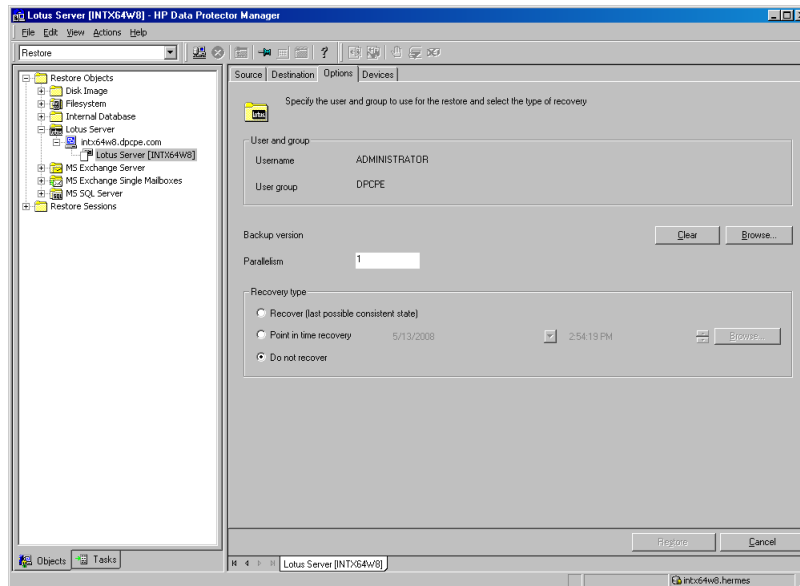 Lotus Server [INTX64W8] - HP Data Protector Manager
File Edit View Actions Help
Restore
Restore Objects
Disk Image
Filesystem
Internal Database
Lotus Server
intx64w8.dpcpe.com
Lotus Server [INTX64W8]
MS Exchange Server
MS Exchange Single Mailboxes
MS SQL Server
Restore Sessions
Objects Tasks
Source Destination Options Devices
Specify the user and group to use for the restore and select the type of recovery
User and group
Username ADMINISTRATOR
User group DPCPE
Backup version Clear Browse...
Parallelism 1
Recovery type
Recover (last possible consistent state)
Point in time recovery 5/13/2008 2:54:19 PM Browse...
Do not recover
Restore Cancel
Lotus Server [INTX64W8]
intx64w8.hermes